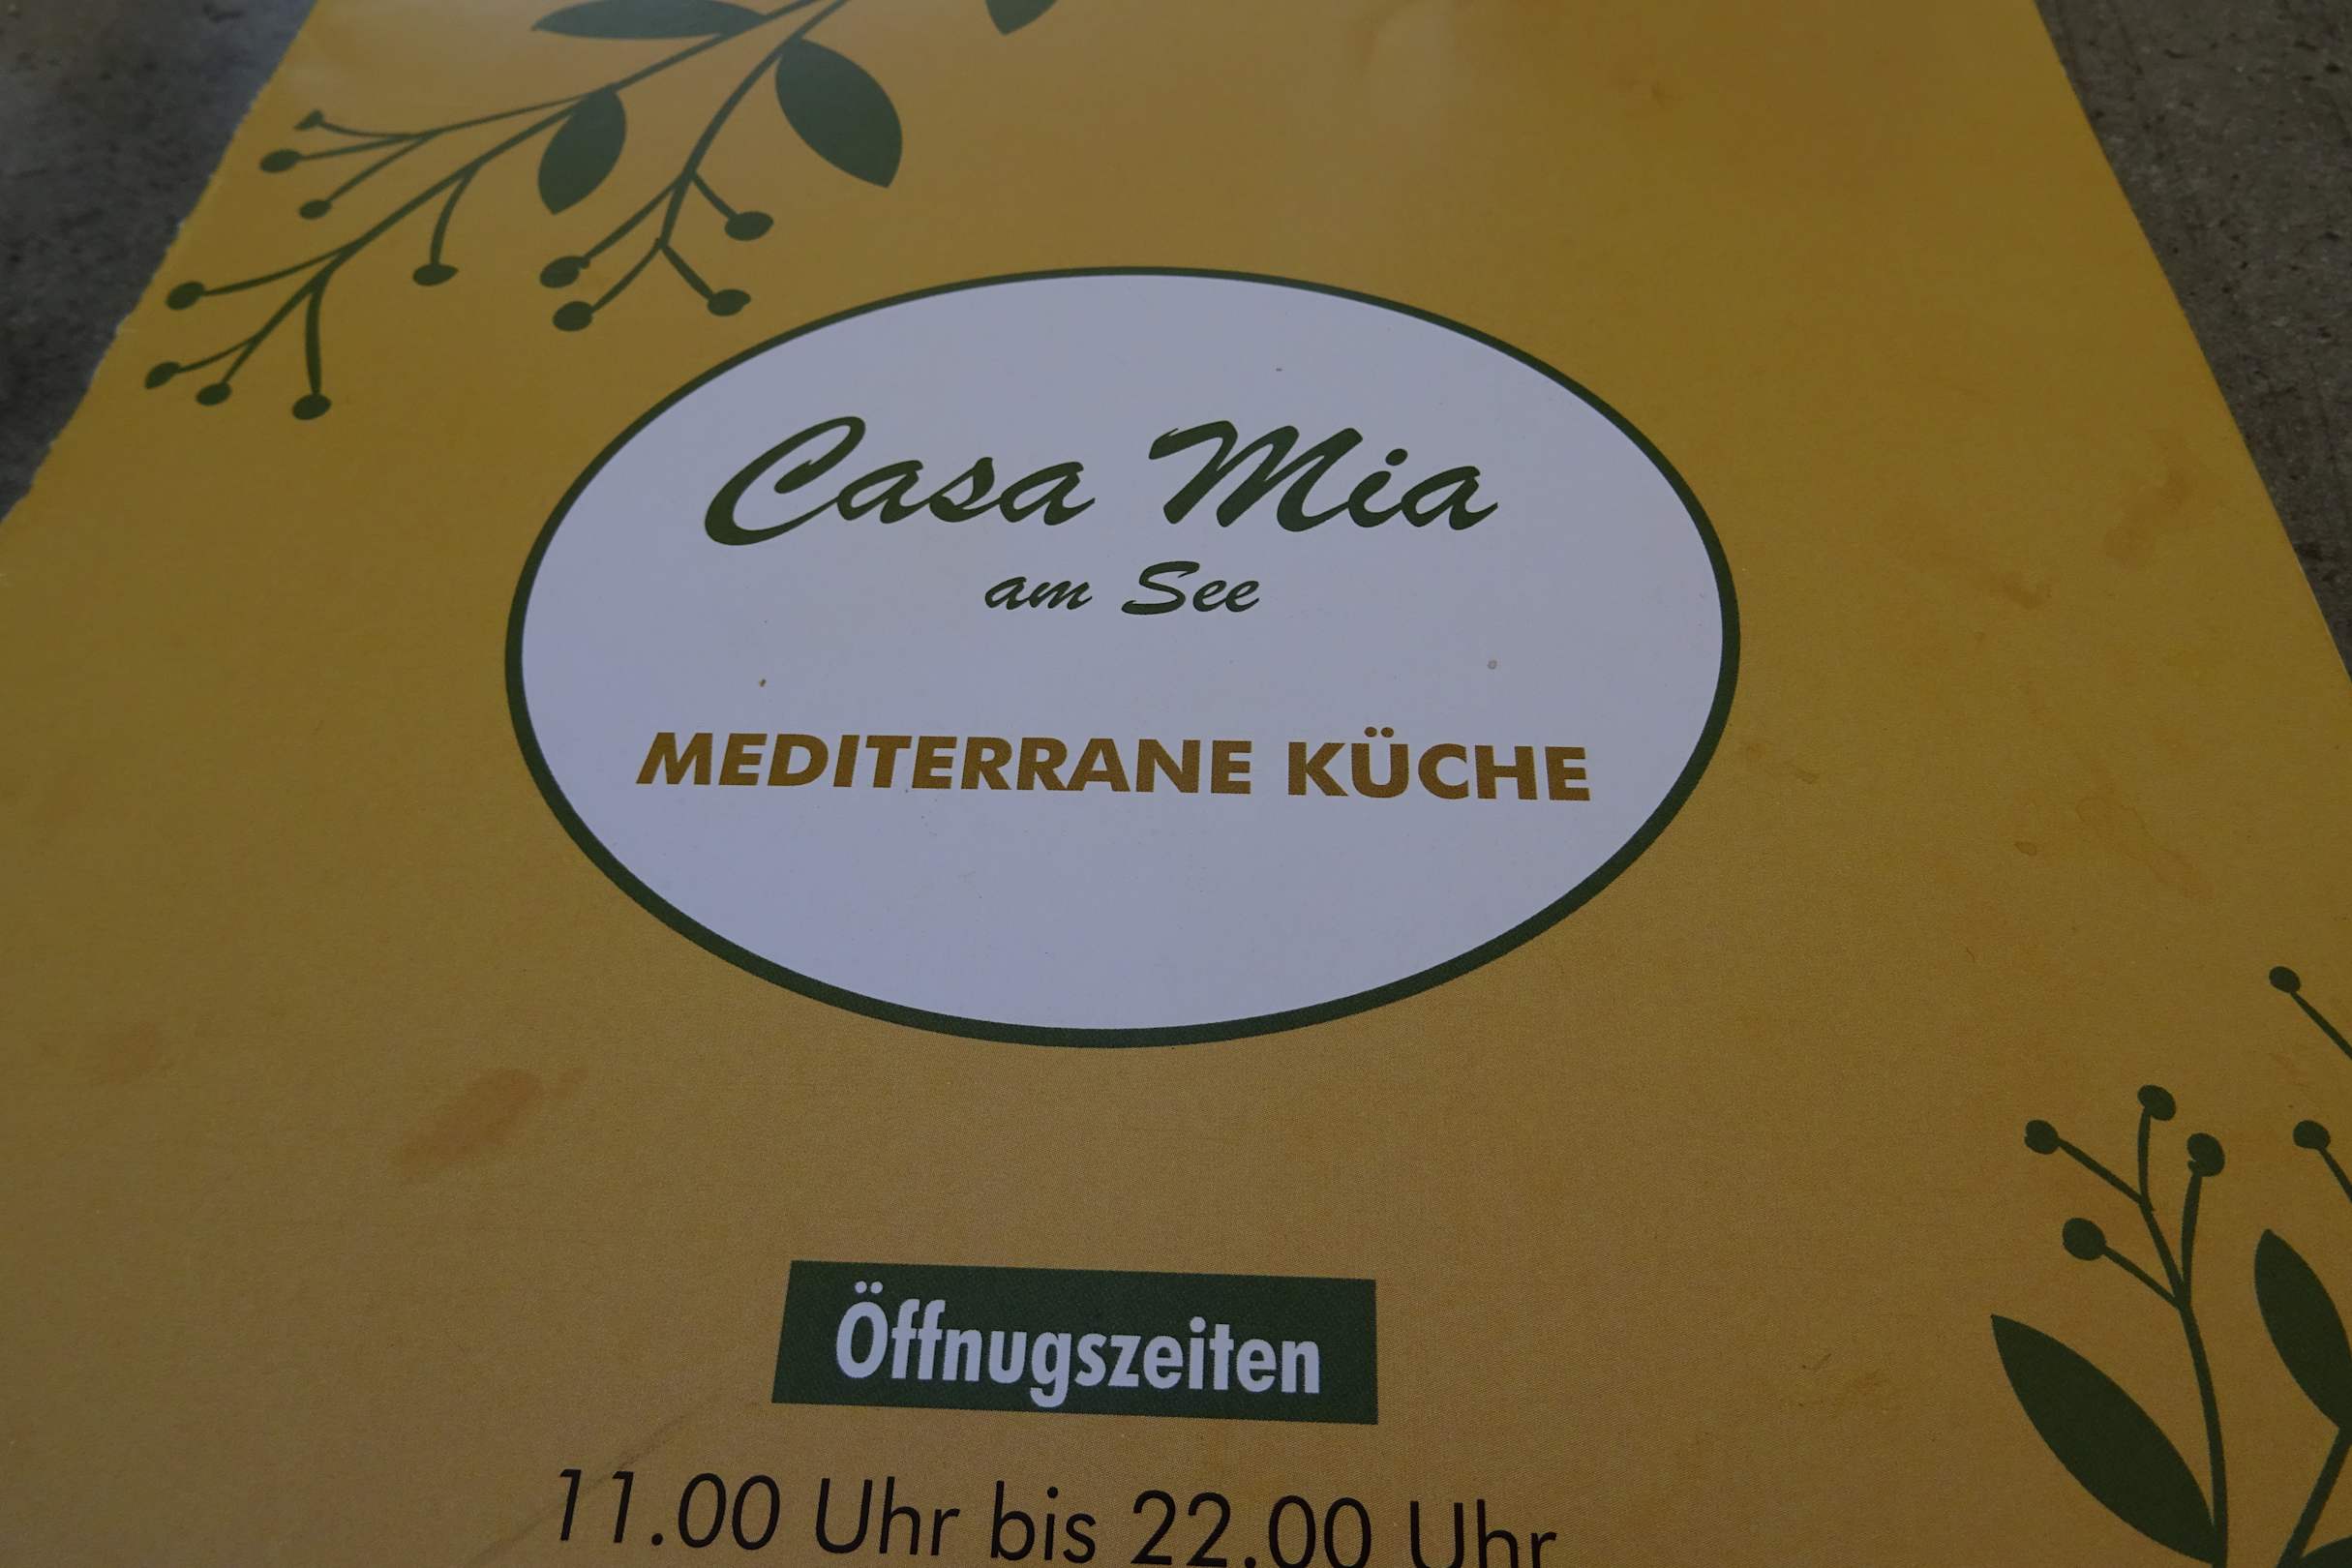 Casa Mia
am See
MEDITERRANE KÜCHE
Öffnugszeiten
11.00 Uhr bis 22.00 Uhr